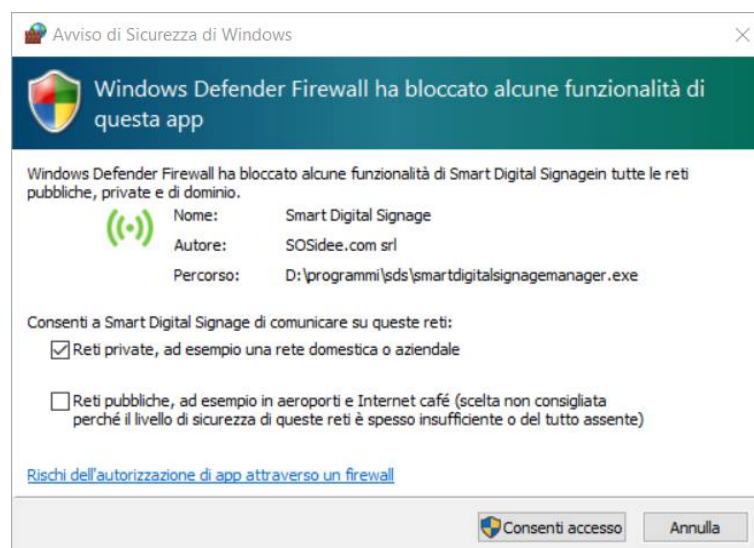 Avviso di Sicurezza di Windows
Windows Defender Firewall ha bloccato alcune funzionalità di
questa app
Windows Defender Firewall ha bloccato alcune funzionalità di Smart Digital Signagein tutte le reti
pubbliche, private e di dominio.
Nome: Smart Digital Signage
Autore: SOSidee.com srl
Percorso: D:\programmi\sds\smartdigitalsignagemanager.exe
Consenti a Smart Digital Signage di comunicare su queste reti:
Reti private, ad esempio una rete domestica o aziendale
Reti pubbliche, ad esempio in aeroporti e Internet café (scelta non consigliata
perché il livello di sicurezza di queste reti è spesso insufficiente o del tutto assente)
Rischi dell'autorizzazione di app attraverso un firewall
Consenti accesso Annulla